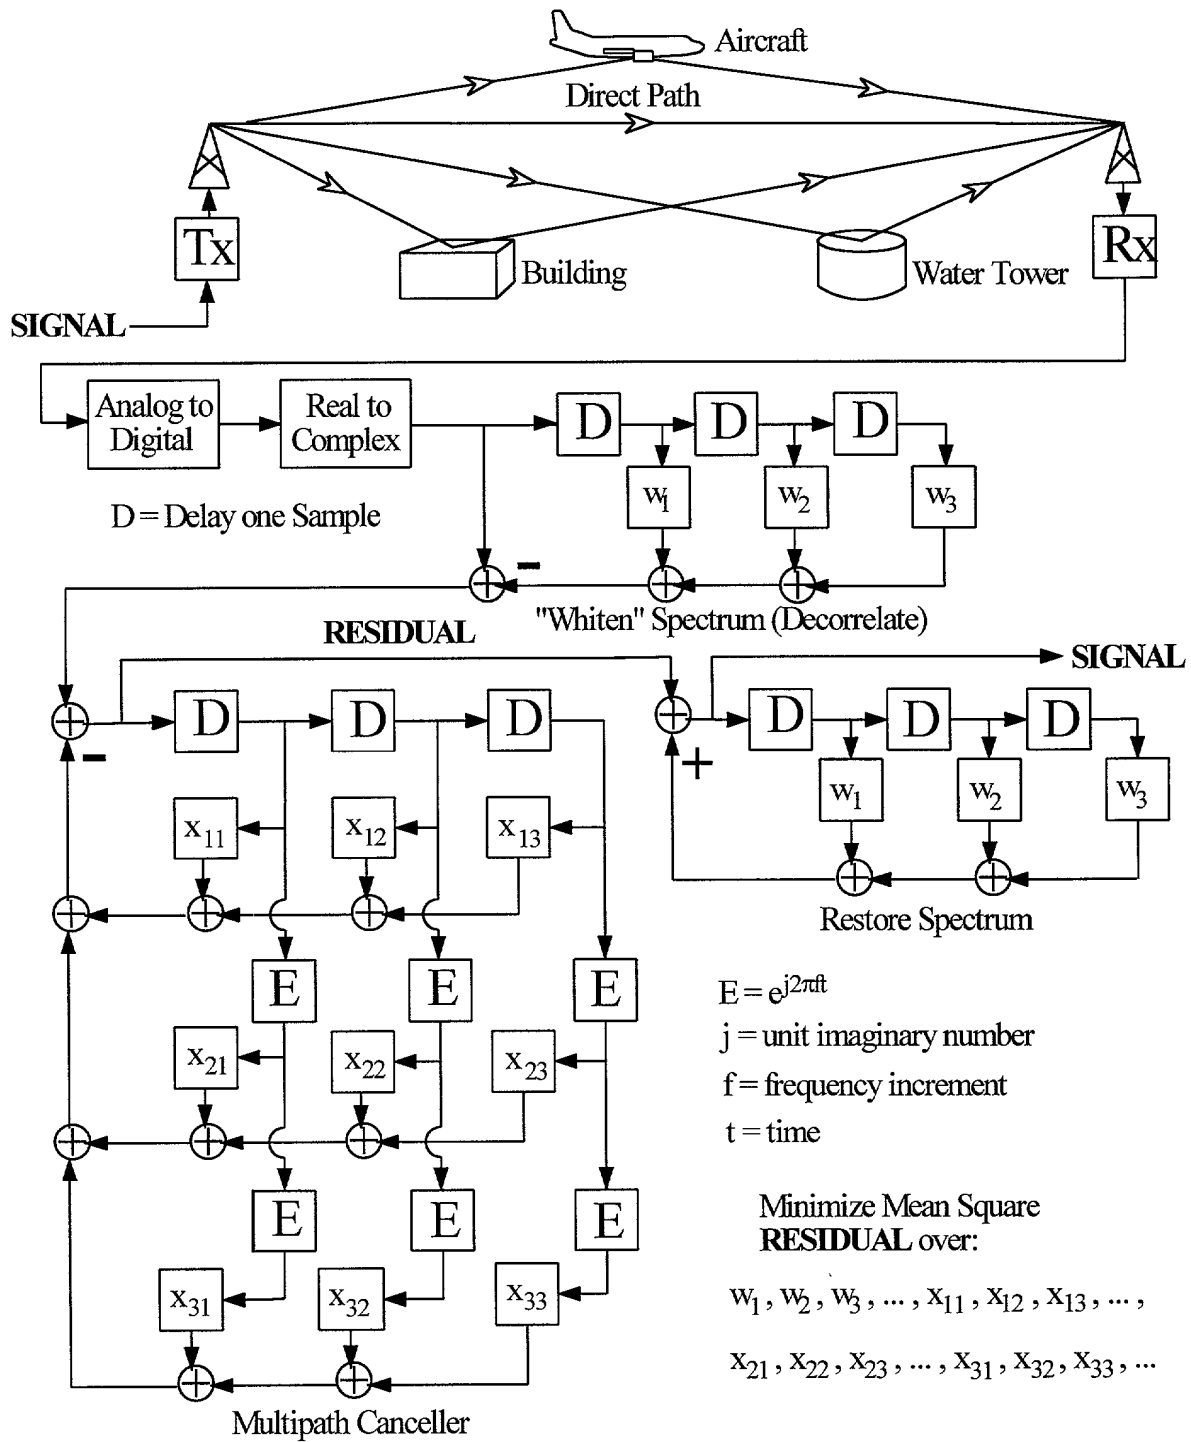 Aircraft
Direct Path
Tx
Building
Water Tower
Rx
SIGNAL
Analog to
Digital
Real to
Complex
D
D
D
w1
w2
w3
D = Delay one Sample
-
"Whiten" Spectrum (Decorrelate)
RESIDUAL
SIGNAL
D
D
D
D
D
D
-
+
w1
w2
w3
x11
x12
x13
Restore Spectrum
E
E
E
E = e^j2πft
j = unit imaginary number
x21
x22
x23
f = frequency increment
t = time
E
E
E
Minimize Mean Square
RESIDUAL over:
x31
x32
x33
w1 , w2 , w3 , ... , x11 , x12 , x13 , ... ,
x21 , x22 , x23 , ... , x31 , x32 , x33 , ...
Multipath Canceller